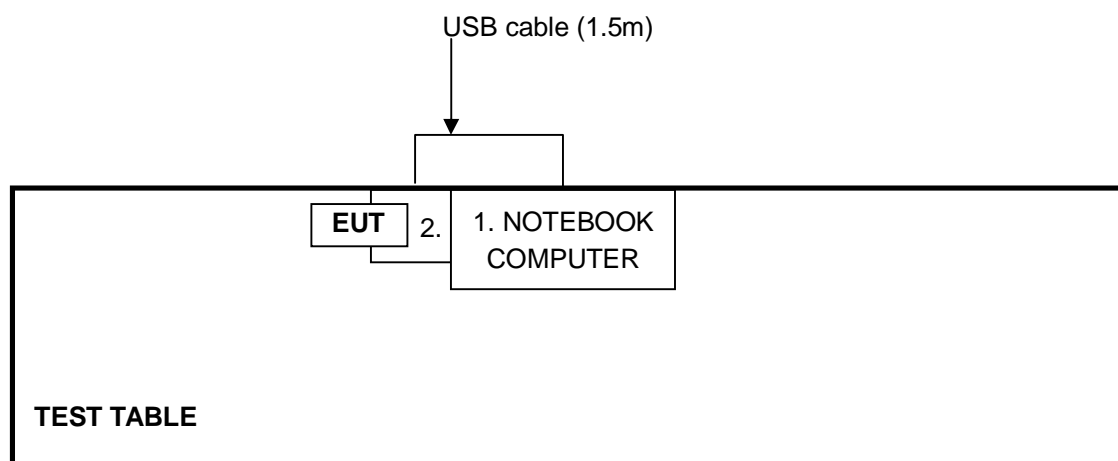 USB cable (1.5m)
EUT
2.
1. NOTEBOOK
COMPUTER
TEST TABLE